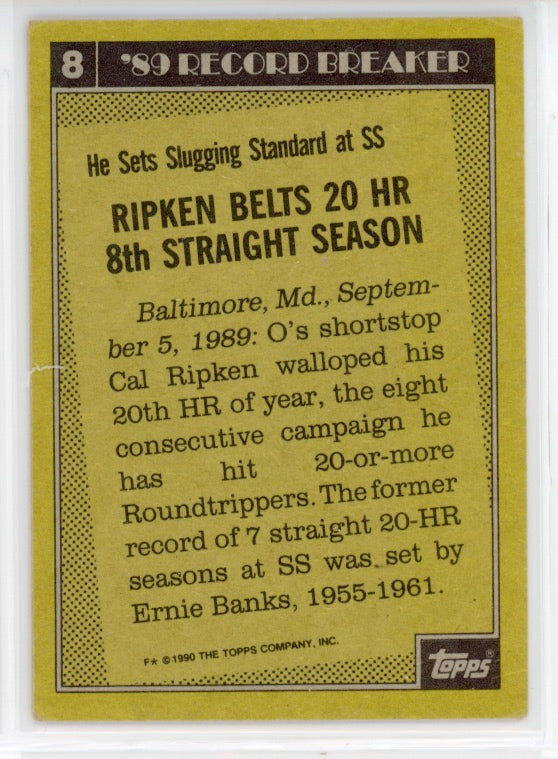 8 '89 RECORD BREAKER
He Sets Slugging Standard at SS
RIPKEN BELTS 20 HR
8th STRAIGHT SEASON
Baltimore, Md., Septem-
ber 5, 1989: O's shortstop
Cal Ripken walloped his
20th HR of year, the eight
consecutive campaign he
has hit 20-or-more
Roundtrippers. The former
record of 7 straight 20-HR
seasons at SS was set by
Ernie Banks, 1955-1961.
F* © 1990 THE TOPPS COMPANY, INC.
topps®